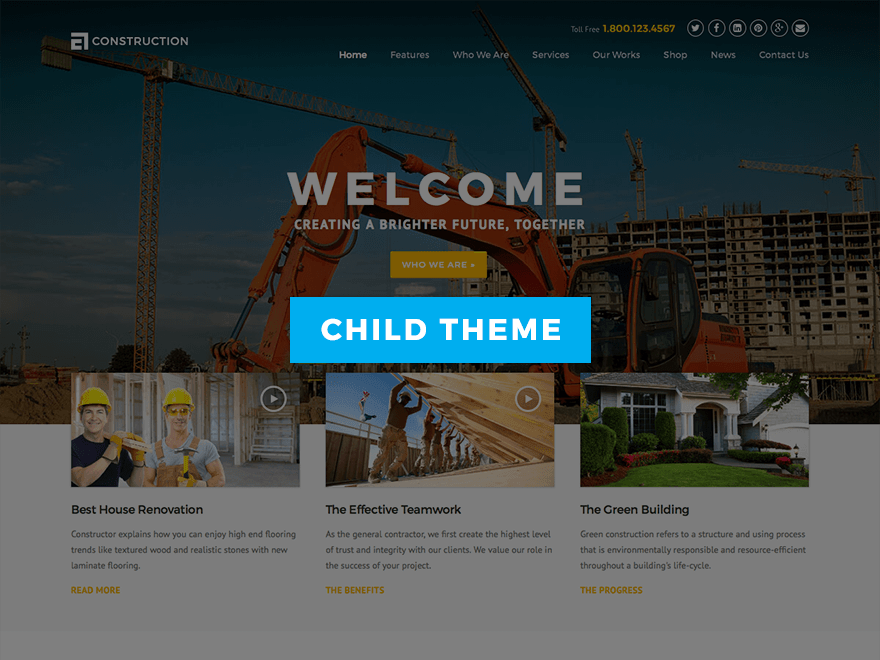 CONSTRUCTION
Toll Free 1.800.123.4567
Home Features Who We Are Services Our Works Shop News Contact Us
WELCOME
CREATING A BRIGHTER FUTURE, TOGETHER
WHO WE ARE »
CHILD THEME
Best House Renovation
Constructor explains how you can enjoy high end flooring
trends like textured wood and realistic stones with new
laminate flooring.
READ MORE
The Effective Teamwork
As the general contractor, we first create the highest level
of trust and integrity with our clients. We value our role in
the success of your project.
THE BENEFITS
The Green Building
Green construction refers to a structure and using process
that is environmentally responsible and resource-efficient
throughout a building's life-cycle.
THE PROGRESS